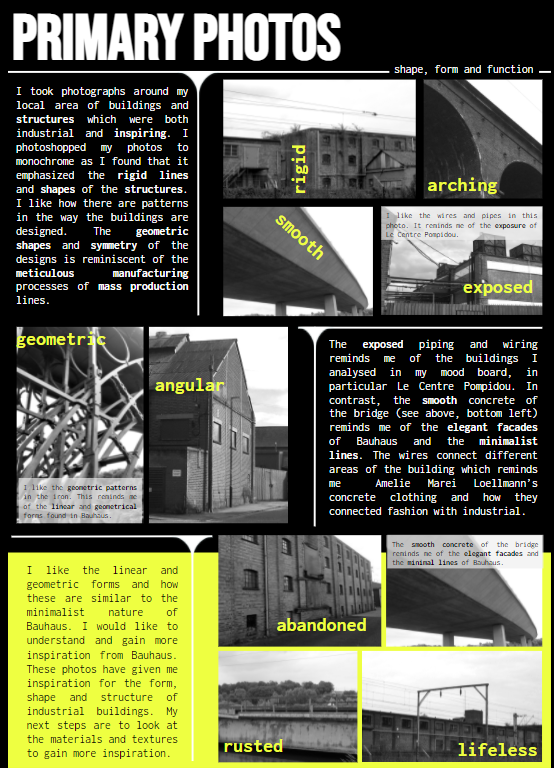 PRIMARY PHOTOS
shape, form and function
I took photographs around my
local area of buildings and
structures which were both
industrial and inspiring. I
photoshopped my photos to
monochrome as I found that it
emphasized the rigid lines
and shapes of the structures.
I like how there are patterns
in the way the buildings are
designed. The geometric
shapes and symmetry of the
designs is reminiscent of the
meticulous manufacturing
processes of mass production
lines.
rigid
arching
smooth
I like the wires and pipes in this
photo. It reminds me of the exposure of
Le Centre Pompidou.
exposed
geometric
I like the geometric patterns
in the iron. This reminds me
of the linear and geometrical
forms found in Bauhaus.
angular
The exposed piping and wiring
reminds me of the buildings I
analysed in my mood board, in
particular Le Centre Pompidou. In
contrast, the smooth concrete of
the bridge (see above, bottom left)
reminds me of the elegant facades
of Bauhaus and the minimalist
lines. The wires connect different
areas of the building which reminds
me Amelie Marei Loellmann's
concrete clothing and how they
connected fashion with industrial.
I like the linear and
geometric forms and how
these are similar to the
minimalist nature of
Bauhaus. I would like to
understand and gain more
inspiration from Bauhaus.
These photos have given me
inspiration for the form,
shape and structure of
industrial buildings. My
next steps are to look at
the materials and textures
to gain more inspiration.
abandoned
The smooth concrete of the bridge
reminds me of the elegant facades and
the minimal lines of Bauhaus.
rusted
lifeless